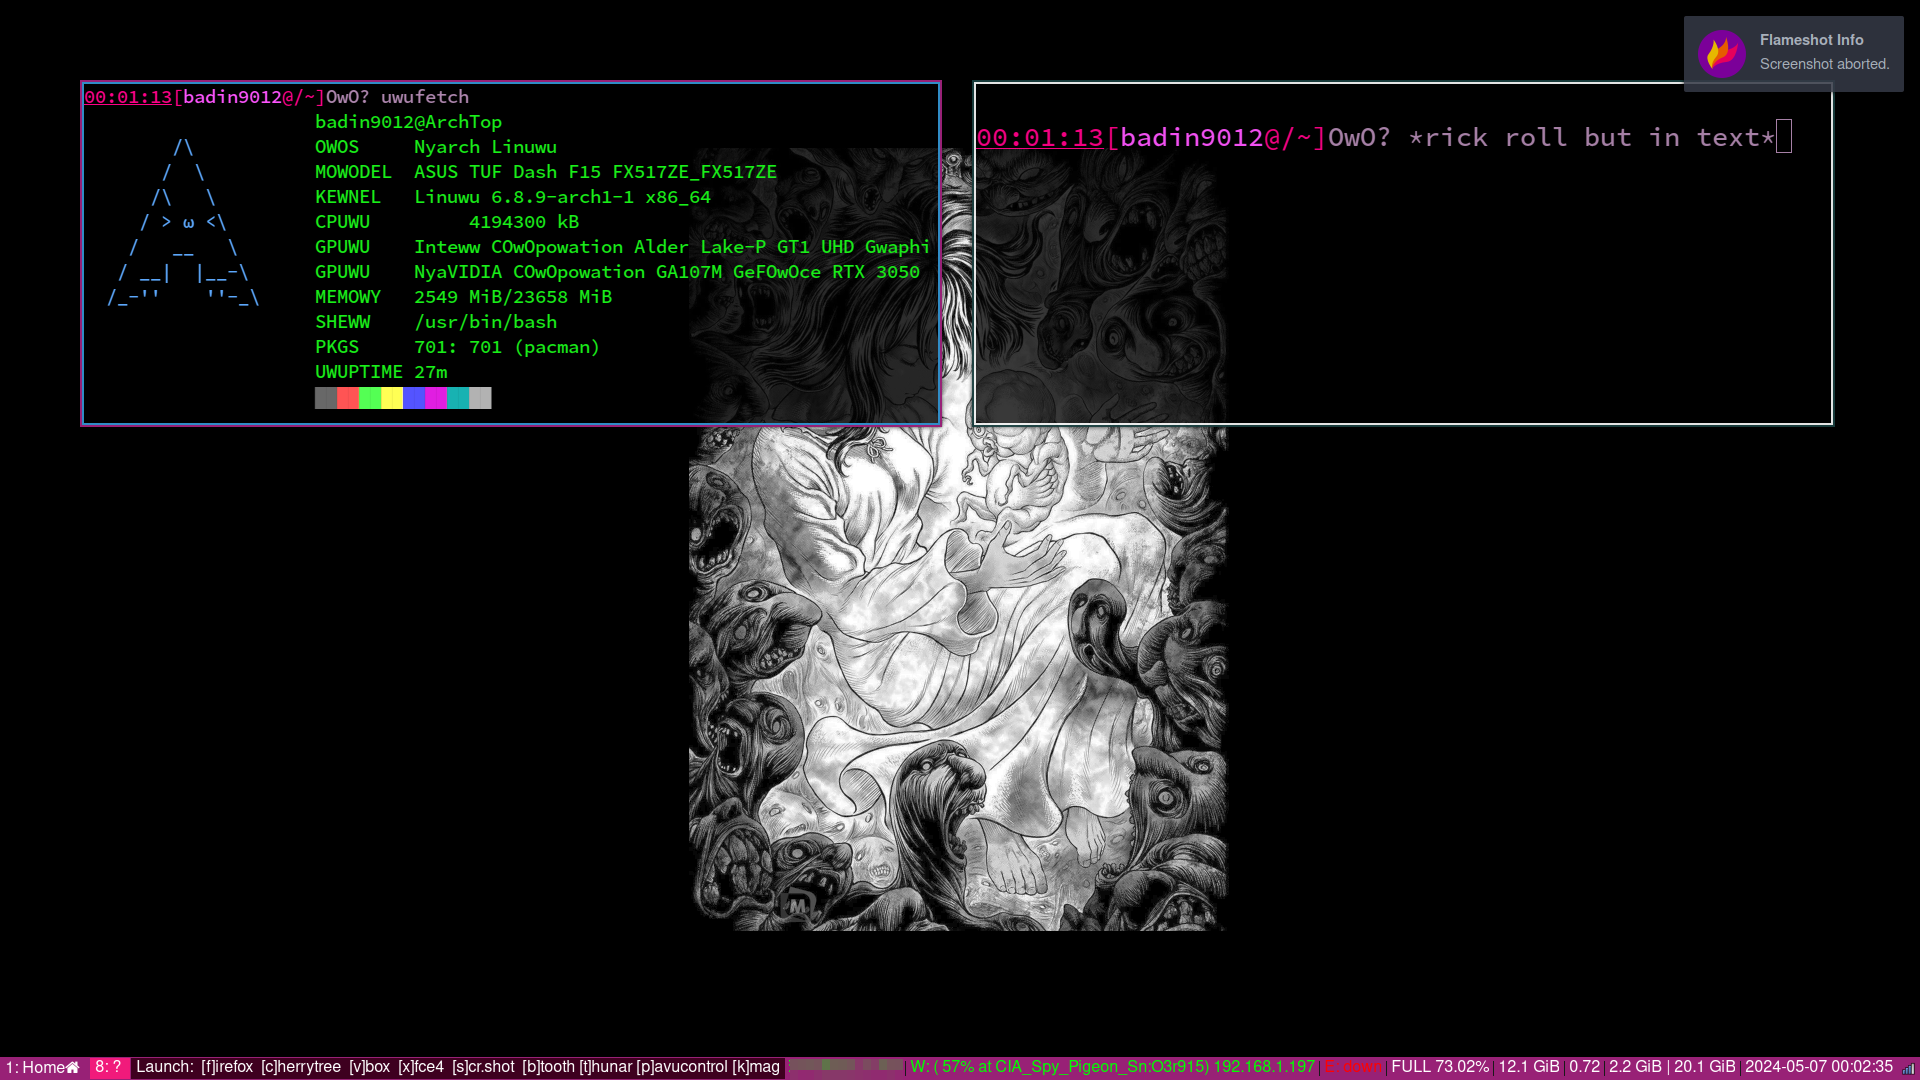 Flameshot Info
Screenshot aborted.
00:01:13[badin9012@/~]OwO? uwufetch
badin9012@ArchTop
OWOS Nyarch Linuwu
MOWODEL ASUS TUF Dash F15 FX517ZE_FX517ZE
KEWNEL Linuwu 6.8.9-arch1-1 x86_64
CPUWU 4194300 kB
GPUWU Inteww COwOpowation Alder Lake-P GT1 UHD Gwaphi
GPUWU NyaVIDIA COwOpowation GA107M GeFOwOce RTX 3050
MEMOWY 2549 MiB/23658 MiB
SHEWW /usr/bin/bash
PKGS 701: 701 (pacman)
UWUPTIME 27m
/\
/  \
/\   \
/ > ω <\
/   __   \
/ __|  |__-\
/_-''    ''-_\
00:01:13[badin9012@/~]OwO? *rick roll but in text*
M
1: Home 8: ? Launch: [f]irefox [c]herrytree [v]box [x]fce4 [s]cr.shot [b]tooth [t]hunar [p]avucontrol [k]mag W: ( 57% at CIA_Spy_Pigeon_Sn:O3r915) 192.168.1.197 | E: down | FULL 73.02% | 12.1 GiB | 0.72 | 2.2 GiB | 20.1 GiB | 2024-05-07 00:02:35